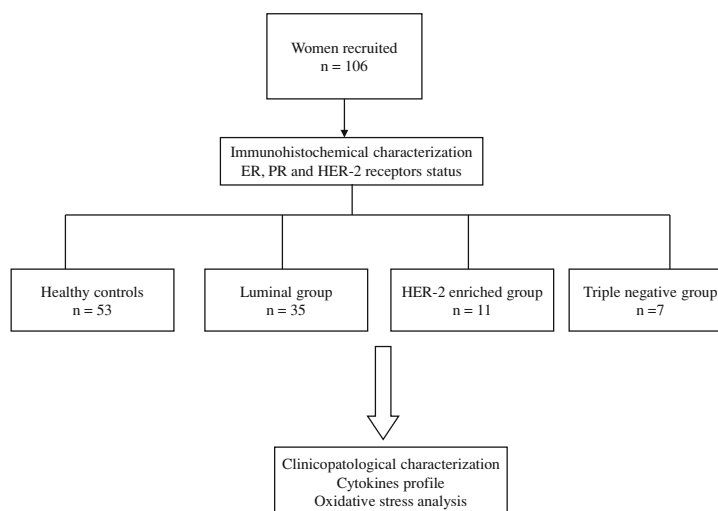 Women recruited
n = 106
Immunohistochemical characterization
ER, PR and HER-2 receptors status
Healthy controls
n = 53
Luminal group
n = 35
HER-2 enriched group
n = 11
Triple negative group
n =7
Clinicopatological characterization
Cytokines profile
Oxidative stress analysis